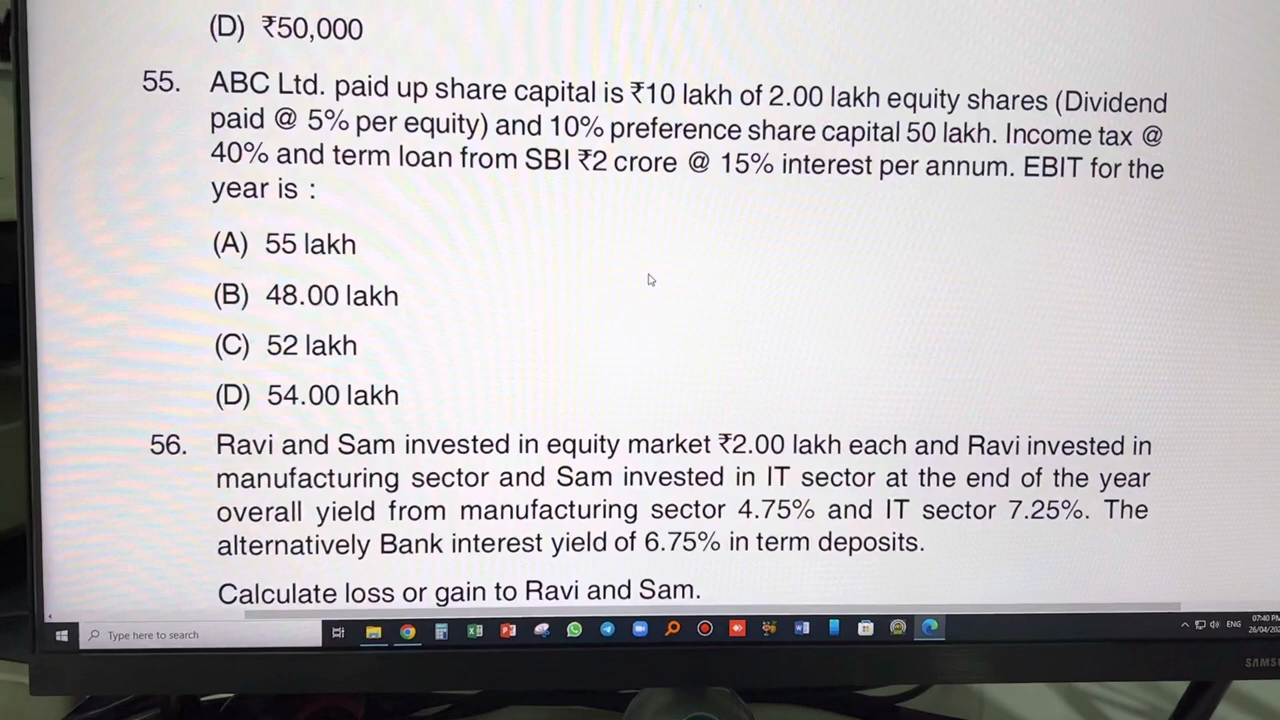 (D) ₹50,000
55. ABC Ltd. paid up share capital is ₹10 lakh of 2.00 lakh equity shares (Dividend
paid @ 5% per equity) and 10% preference share capital 50 lakh. Income tax @
40% and term loan from SBI ₹2 crore @ 15% interest per annum. EBIT for the
year is :
(A) 55 lakh
(B) 48.00 lakh
(C) 52 lakh
(D) 54.00 lakh
56. Ravi and Sam invested in equity market ₹2.00 lakh each and Ravi invested in
manufacturing sector and Sam invested in IT sector at the end of the year
overall yield from manufacturing sector 4.75% and IT sector 7.25%. The
alternatively Bank interest yield of 6.75% in term deposits.
Calculate loss or gain to Ravi and Sam.
Type here to search
ENG
07:40 PM
26/04/202
SAMS